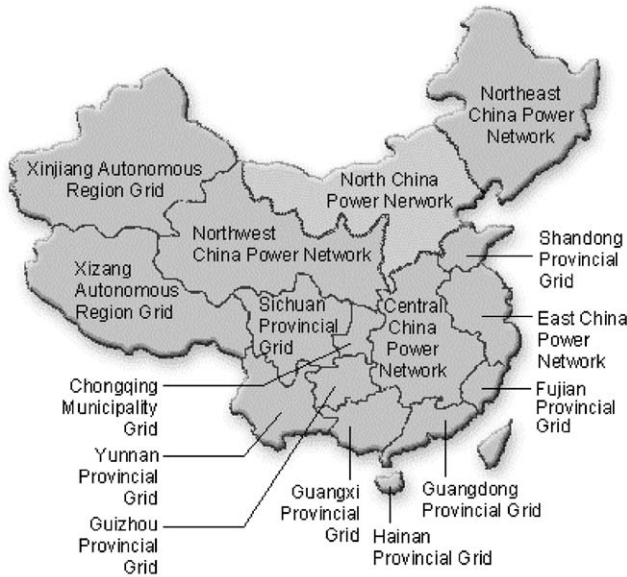 Northeast
China Power
Network
Xinjiang Autonomous
Region Grid
North China
Power Nerwork
Northwest
China Power Network
Shandong
Provincial
Grid
Xizang
Autonomous
Region Grid
Sichuan
Provincial
Grid
Central
China
Power
Network
East China
Power
Network
Chongqing
Municipality
Grid
Fujian
Provincial
Grid
Yunnan
Provincial
Grid
Guangxi
Provincial
Grid
Guangdong
Provincial Grid
Guizhou
Provincial
Grid
Hainan
Provincial Grid